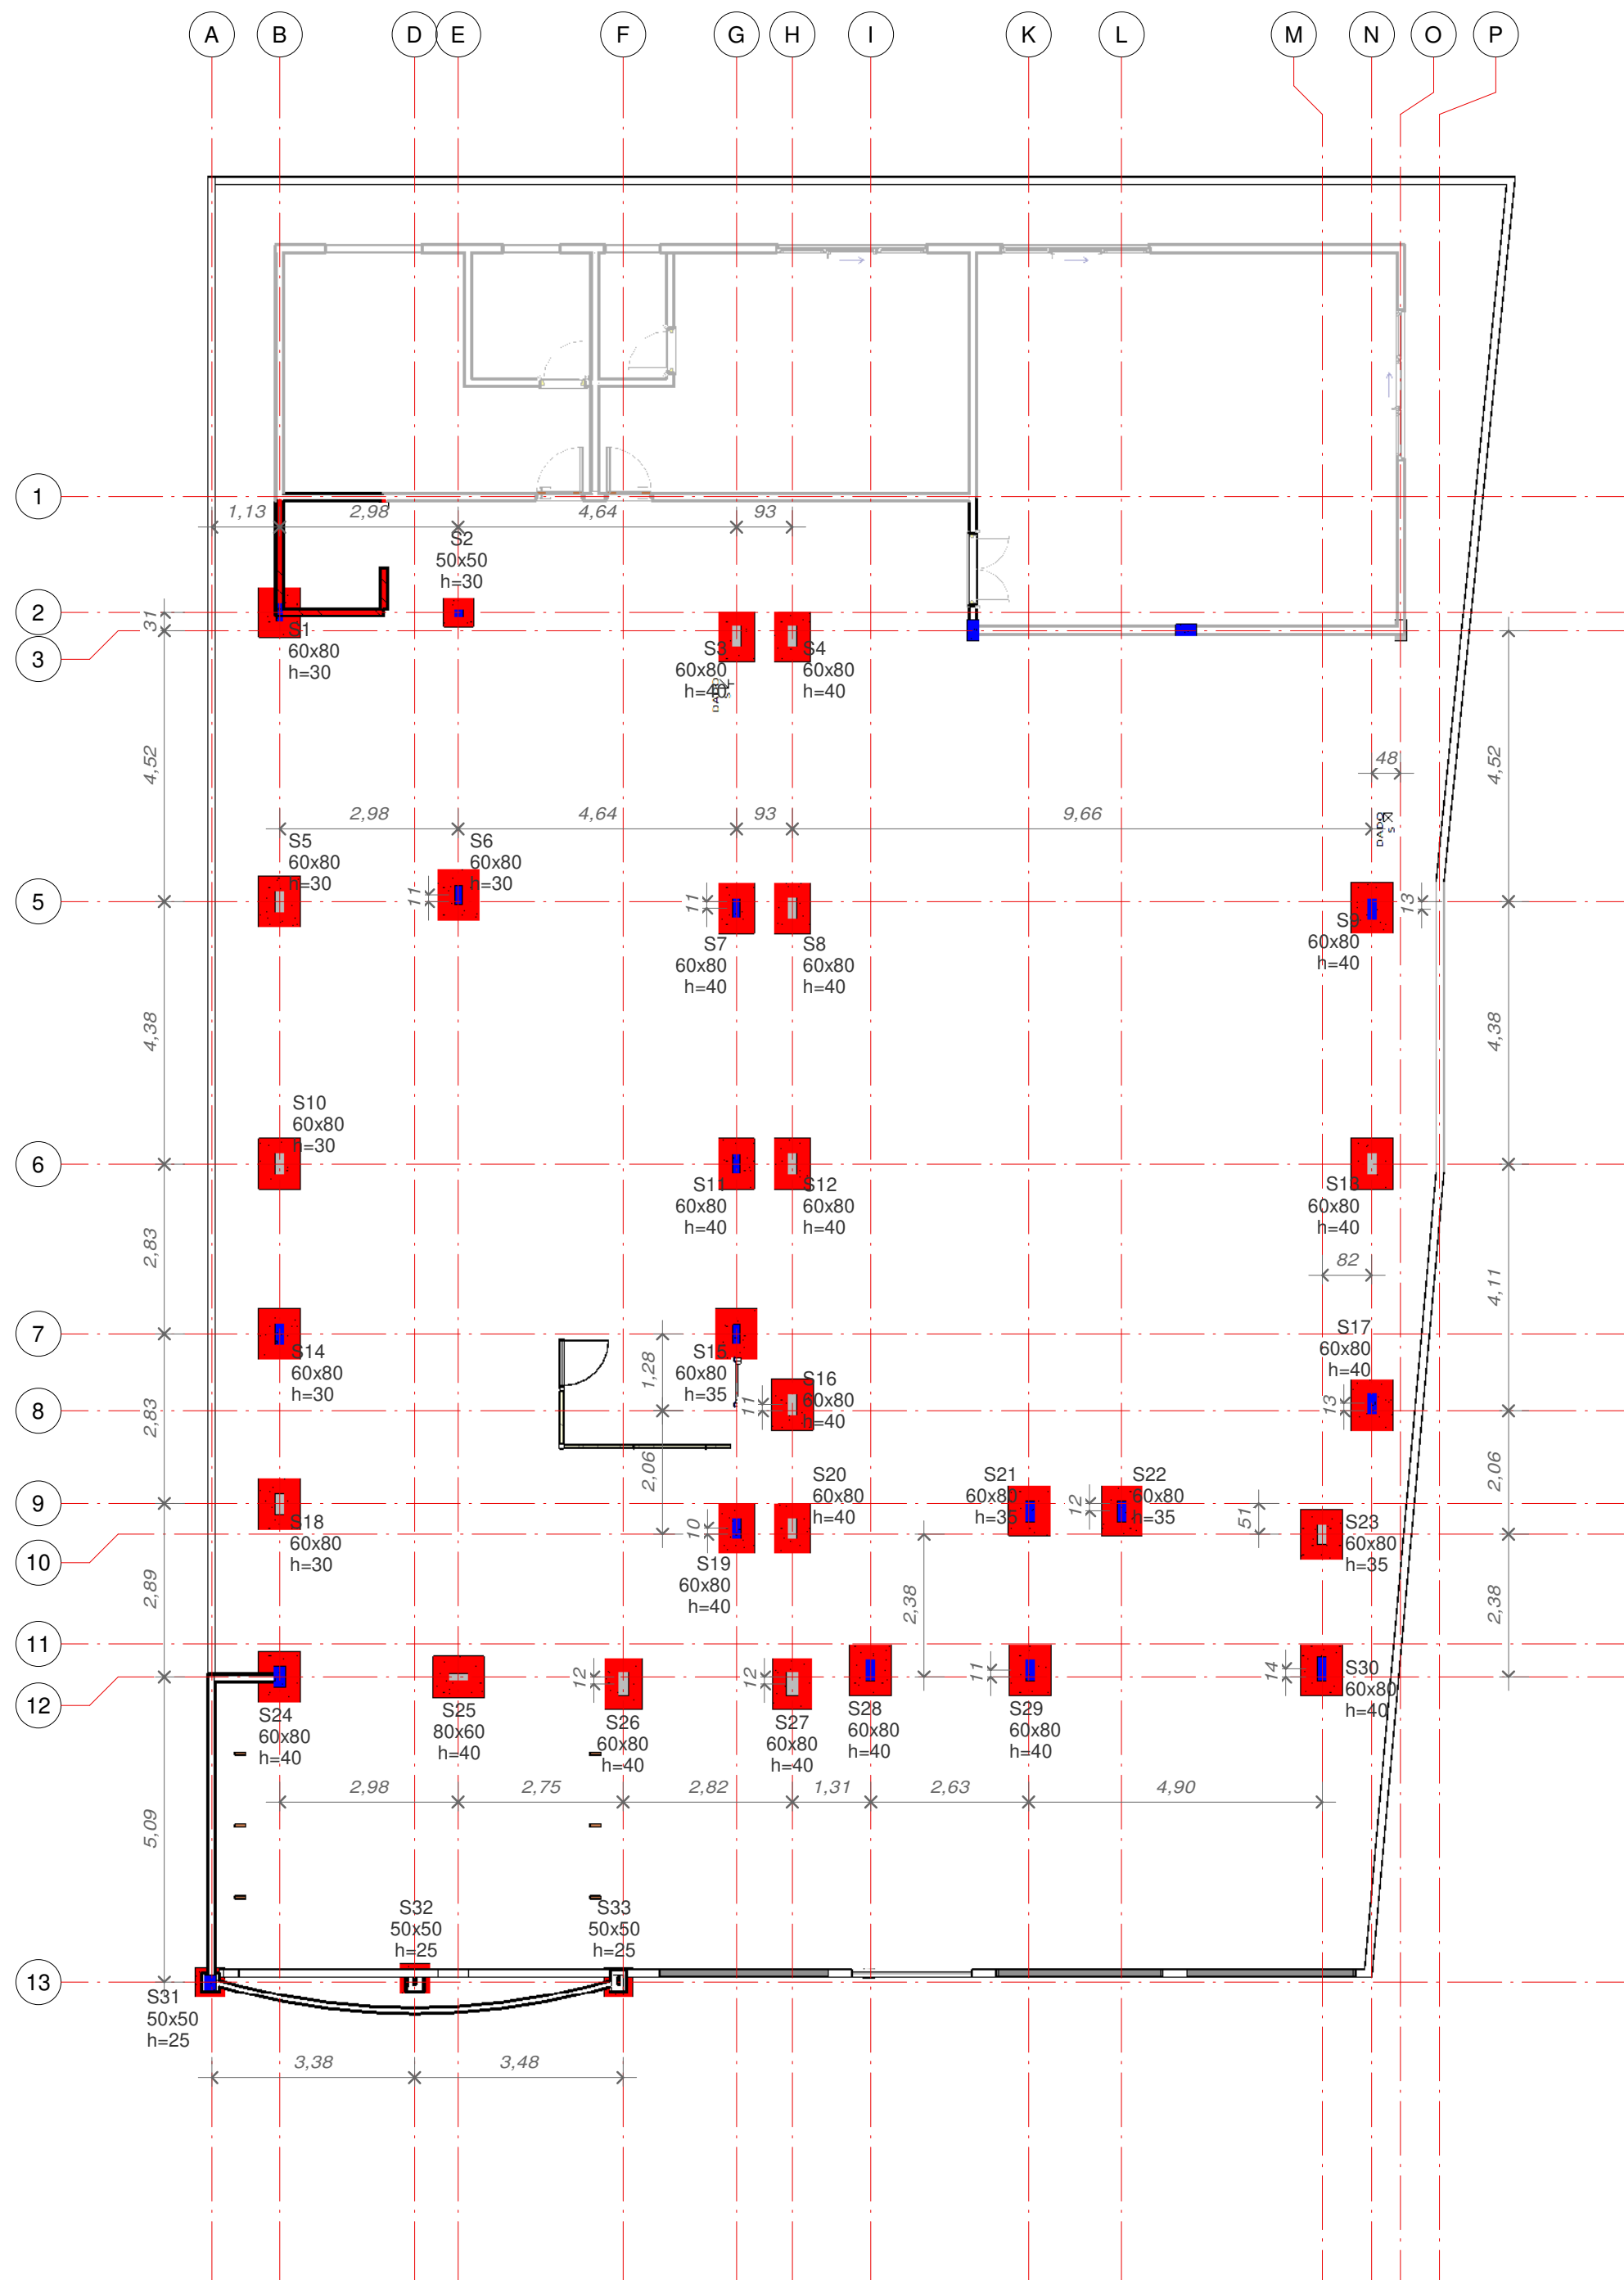 A B D E F G H I K L M N O P
1
1,13 2,98 4,64 93
S2
50x50
h=30
2
31
3
S1
60x80
h=30
S3
60x80
h=40
S4
60x80
h=40
DADO
S
4,52
48
4,52
2,98 4,64 93 9,66
DADO
S
S5
60x80
h=30
S6
60x80
h=30
11
11
13
5
S7
60x80
h=40
S8
60x80
h=40
S9
60x80
h=40
4,38
4,38
S10
60x80
h=30
6
S11
60x80
h=40
S12
60x80
h=40
S13
60x80
h=40
2,83
82
4,11
7
S14
60x80
h=30
S15
60x80
h=35
1,28
S16
60x80
h=40
11
S17
60x80
h=40
13
8
2,83
2,06
2,06
9
S18
60x80
h=30
10
S19
60x80
h=40
10
S20
60x80
h=40
S21
60x80
h=35
12
S22
60x80
h=35
51
S23
60x80
h=35
2,89
2,38
2,38
11
12
S24
60x80
h=40
S25
80x60
h=40
12
S26
60x80
h=40
12
S27
60x80
h=40
S28
60x80
h=40
11
S29
60x80
h=40
14
S30
60x80
h=40
2,98 2,75 2,82 1,31 2,63 4,90
5,09
S32
50x50
h=25
S33
50x50
h=25
13
S31
50x50
h=25
3,38 3,48